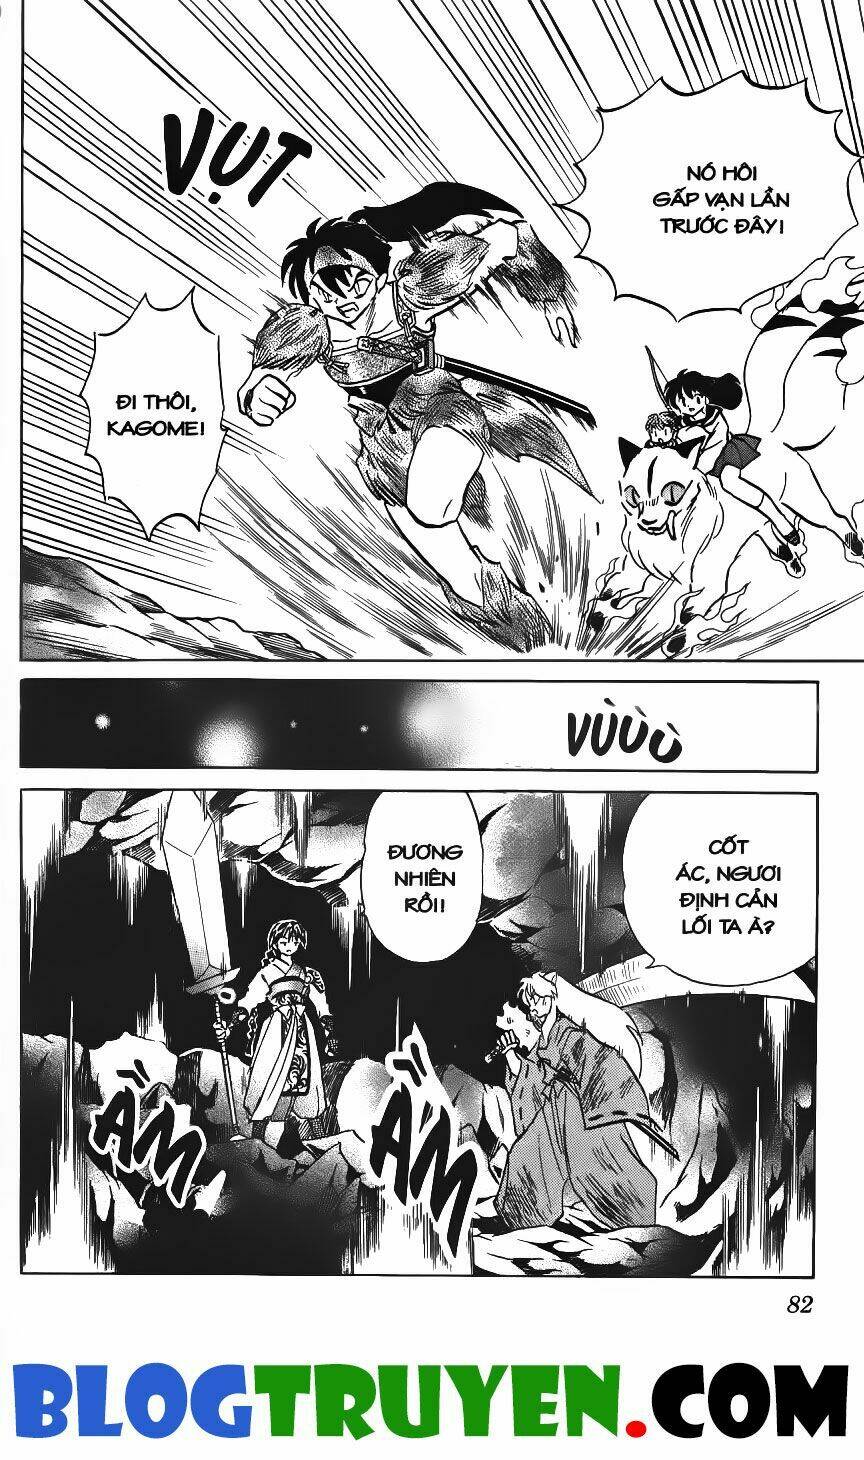 NÓ HÔI
GẤP VẠN LẦN
TRƯỚC ĐÂY!
VỤT
ĐI THÔI,
KAGOME!
VÙÙÙ
CỐT
ÁC, NGƯƠI
ĐỊNH CẢN
LỐI TA À?
ĐƯƠNG
NHIÊN
RỒI!
ẦM
ẦM
82
BLOGTRUYEN.COM